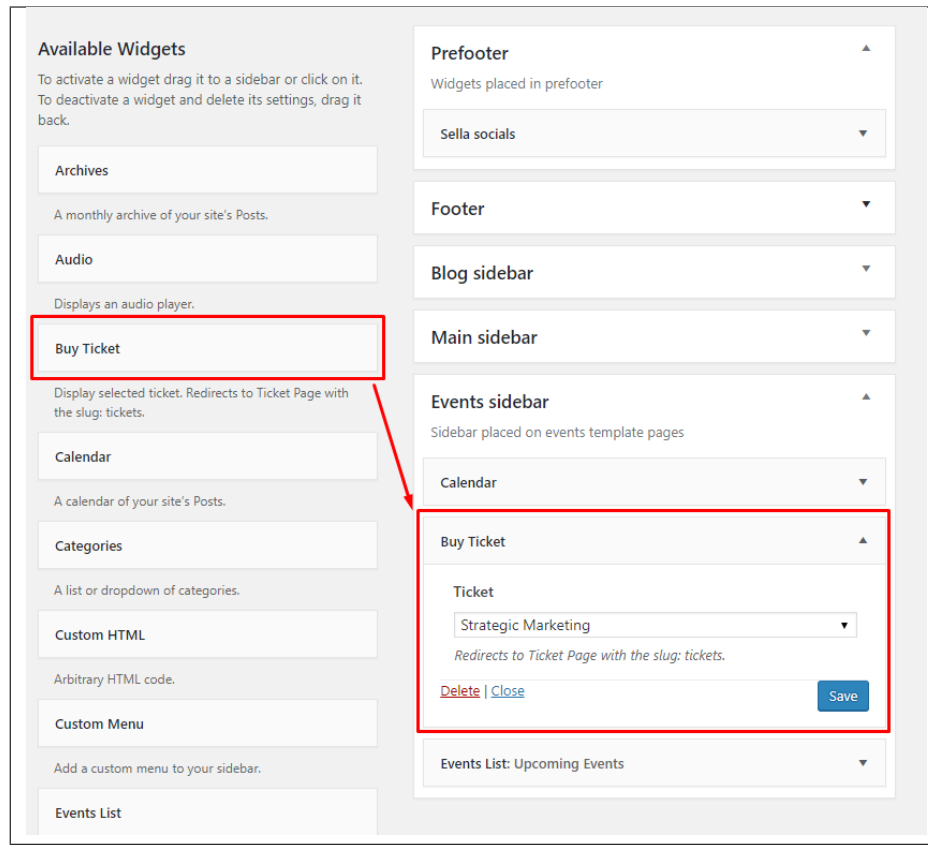 Available Widgets
To activate a widget drag it to a sidebar or click on it.
To deactivate a widget and delete its settings, drag it
back.
Archives
A monthly archive of your site's Posts.
Audio
Displays an audio player.
Buy Ticket
Display selected ticket. Redirects to Ticket Page with
the slug: tickets.
Calendar
A calendar of your site's Posts.
Categories
A list or dropdown of categories.
Custom HTML
Arbitrary HTML code.
Custom Menu
Add a custom menu to your sidebar.
Events List
Prefooter
Widgets placed in prefooter
Sella socials
Footer
Blog sidebar
Main sidebar
Events sidebar
Sidebar placed on events template pages
Calendar
Buy Ticket
Ticket
Strategic Marketing
Redirects to Ticket Page with the slug: tickets.
Delete | Close
Save
Events List: Upcoming Events